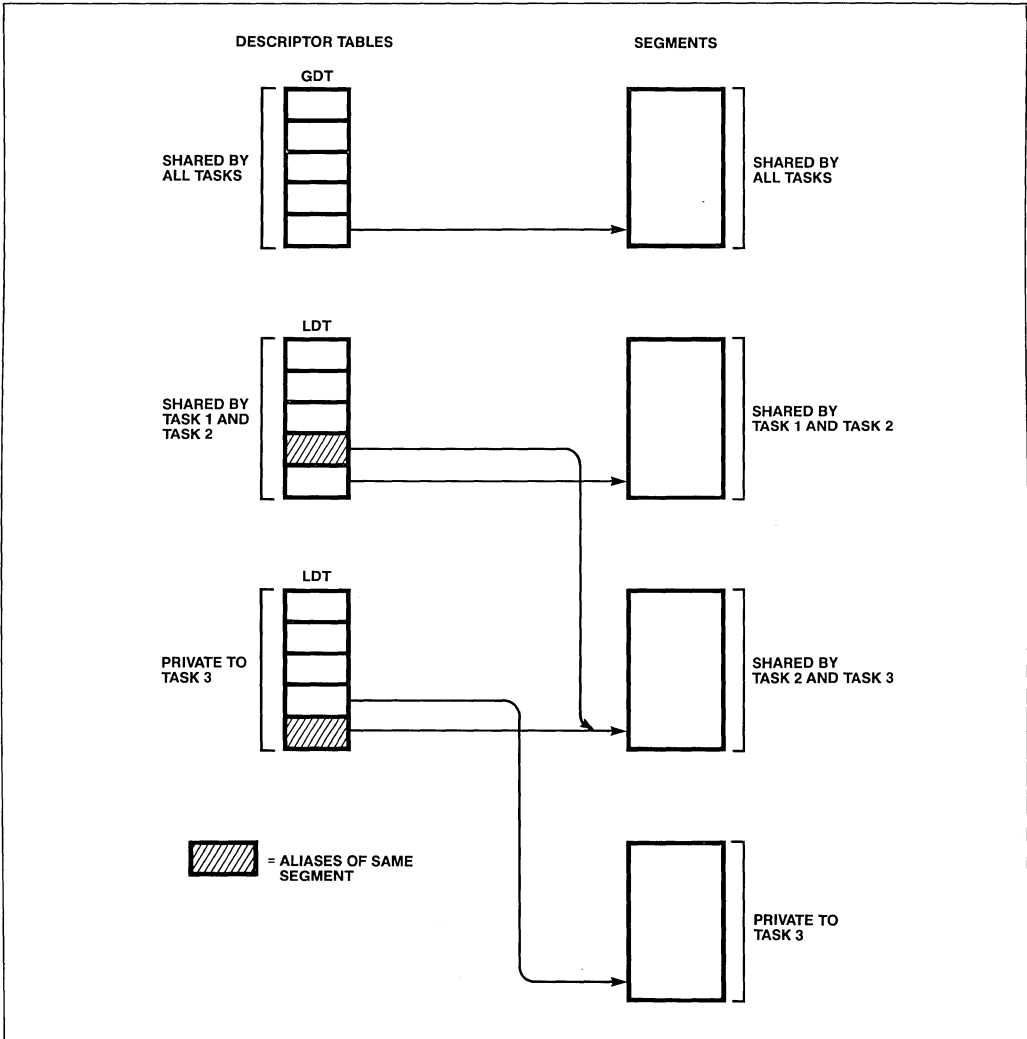 DESCRIPTOR TABLES
SEGMENTS
GDT
SHARED BY
ALL TASKS
SHARED BY
ALL TASKS
LDT
SHARED BY
TASK 1 AND
TASK 2
SHARED BY
TASK 1 AND TASK 2
LDT
PRIVATE TO
TASK 3
SHARED BY
TASK 2 AND TASK 3
= ALIASES OF SAME
SEGMENT
PRIVATE TO
TASK 3